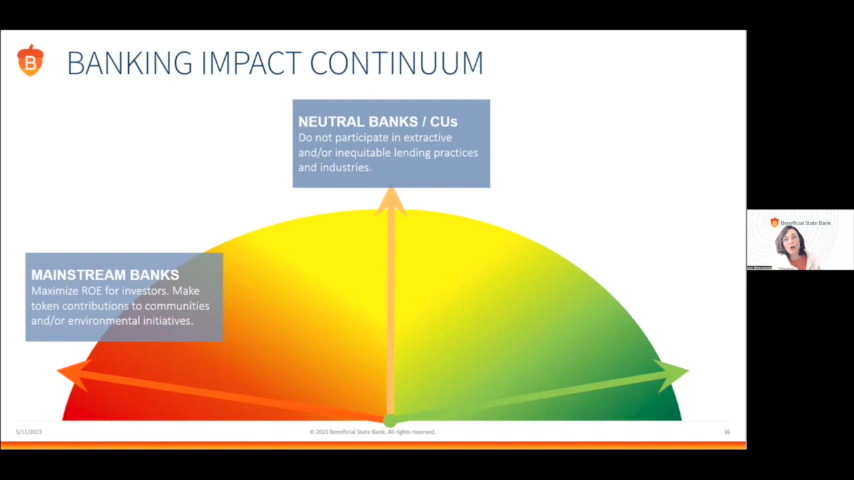 B
BANKING IMPACT CONTINUUM
NEUTRAL BANKS / CUs
Do not participate in extractive
and/or inequitable lending practices
and industries.
MAINSTREAM BANKS
Maximize ROE for investors. Make
token contributions to communities
and/or environmental initiatives.
Beneficial State Bank
5/11/2023
© 2023 Beneficial State Bank. All rights reserved.
16